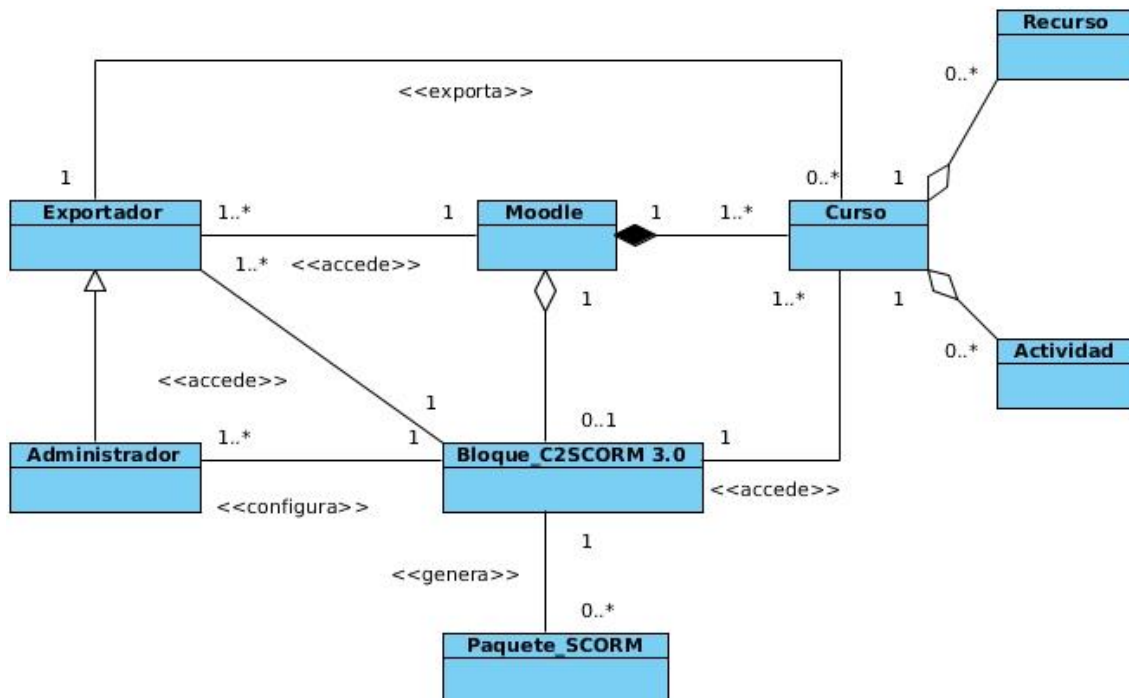 Recurso
0..*
<<exporta>>
1
0..*
1
Exportador
1..*
1
Moodle
1
1..*
Curso
1..*
<<accede>>
1
1..*
1
0..*
Actividad
<<accede>>
1
0..1
Administrador
1..*
1
Bloque_C2SCORM 3.0
1
<<accede>>
<<configura>>
1
<<genera>>
0..*
Paquete_SCORM